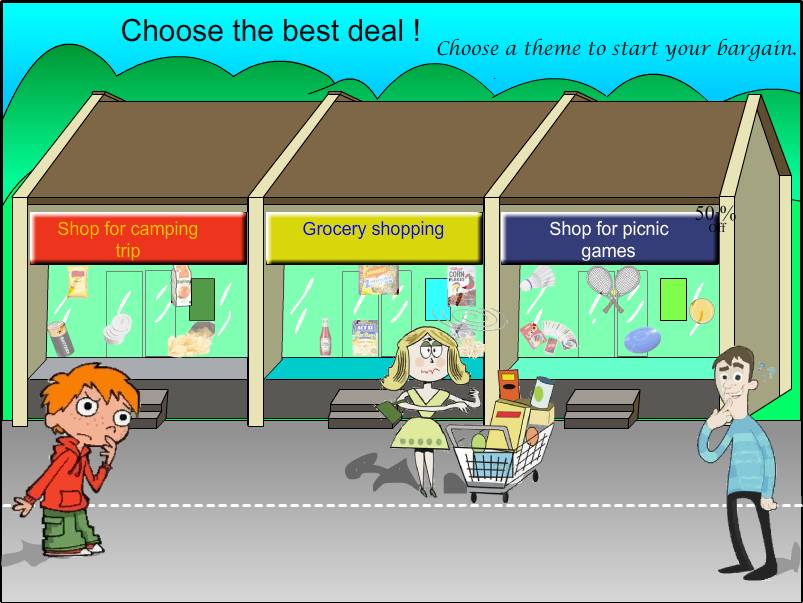 Choose the best deal !
Choose a theme to start your bargain.
50 %
off
Shop for camping
trip
Grocery shopping
Shop for picnic
games
CORN